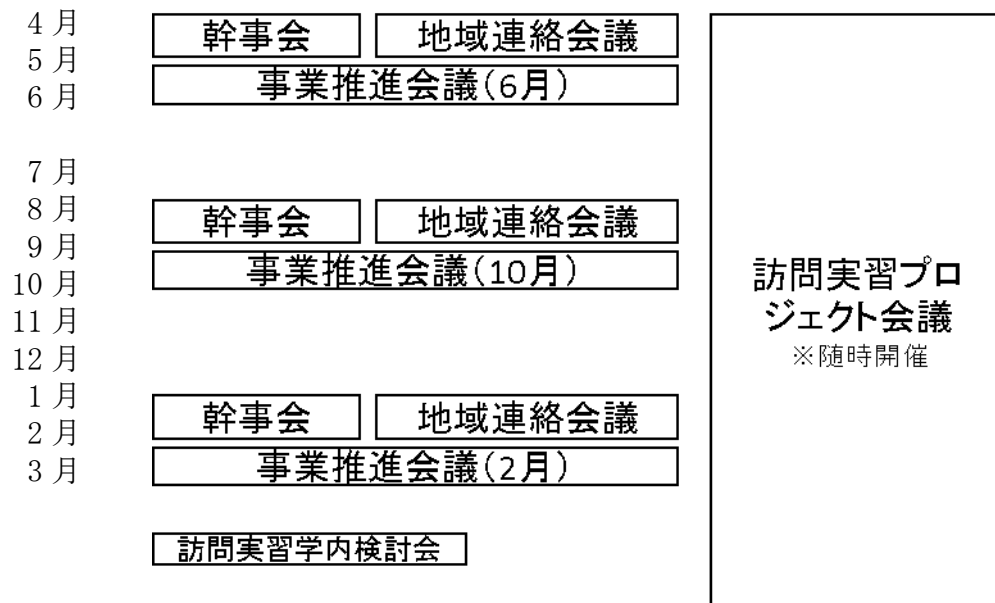 4月
幹事会
地域連絡会議
5月
事業推進会議(6月)
6月
7月
8月
幹事会
地域連絡会議
9月
事業推進会議(10月)
10月
11月
12月
1月
幹事会
地域連絡会議
2月
事業推進会議(2月)
3月
訪問実習学内検討会
訪問実習プロ
ジェクト会議
※随時開催